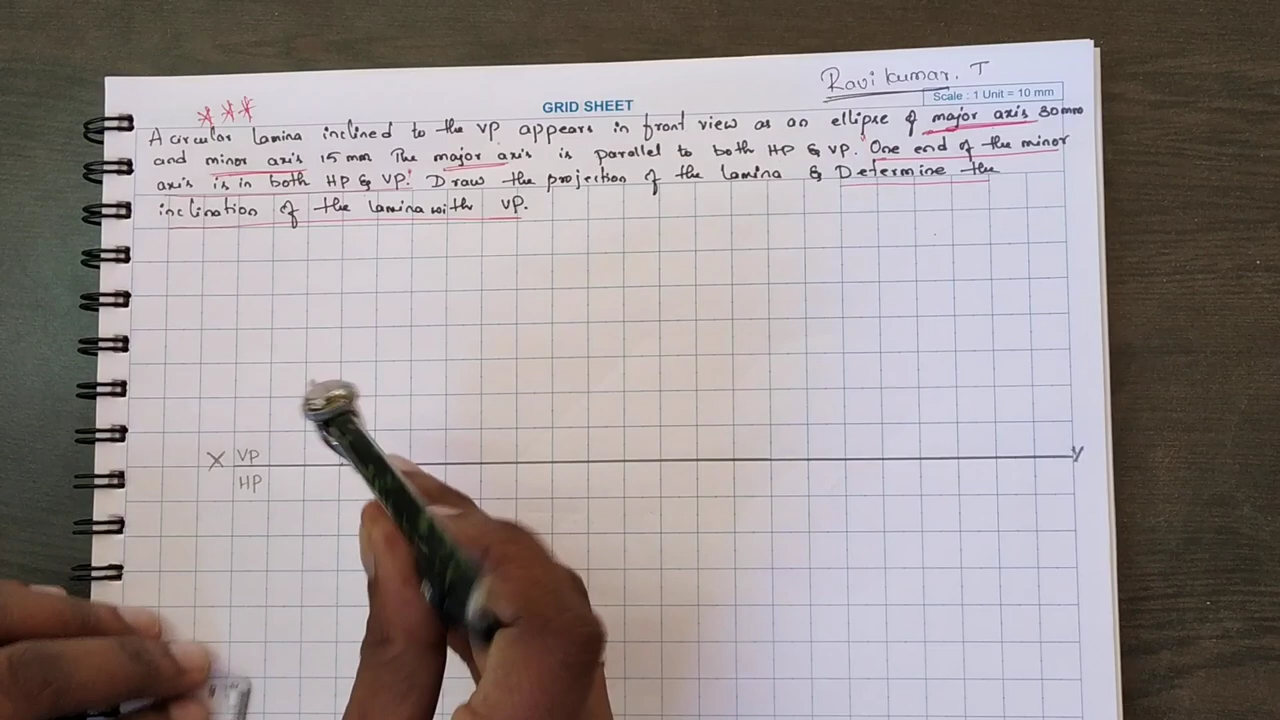 Ravi kumar. T
GRID SHEET
Scale : 1 Unit = 10 mm
A circular lamina inclined to the VP appears in front view as an ellipse of major axis 30mm
and minor axis 15 mm The major axis is parallel to both HP & VP. One end of the minor
axis is in both HP & VP. Draw the projection of the lamina & Determine the
inclination of the lamina with VP.
X VP Y
HP